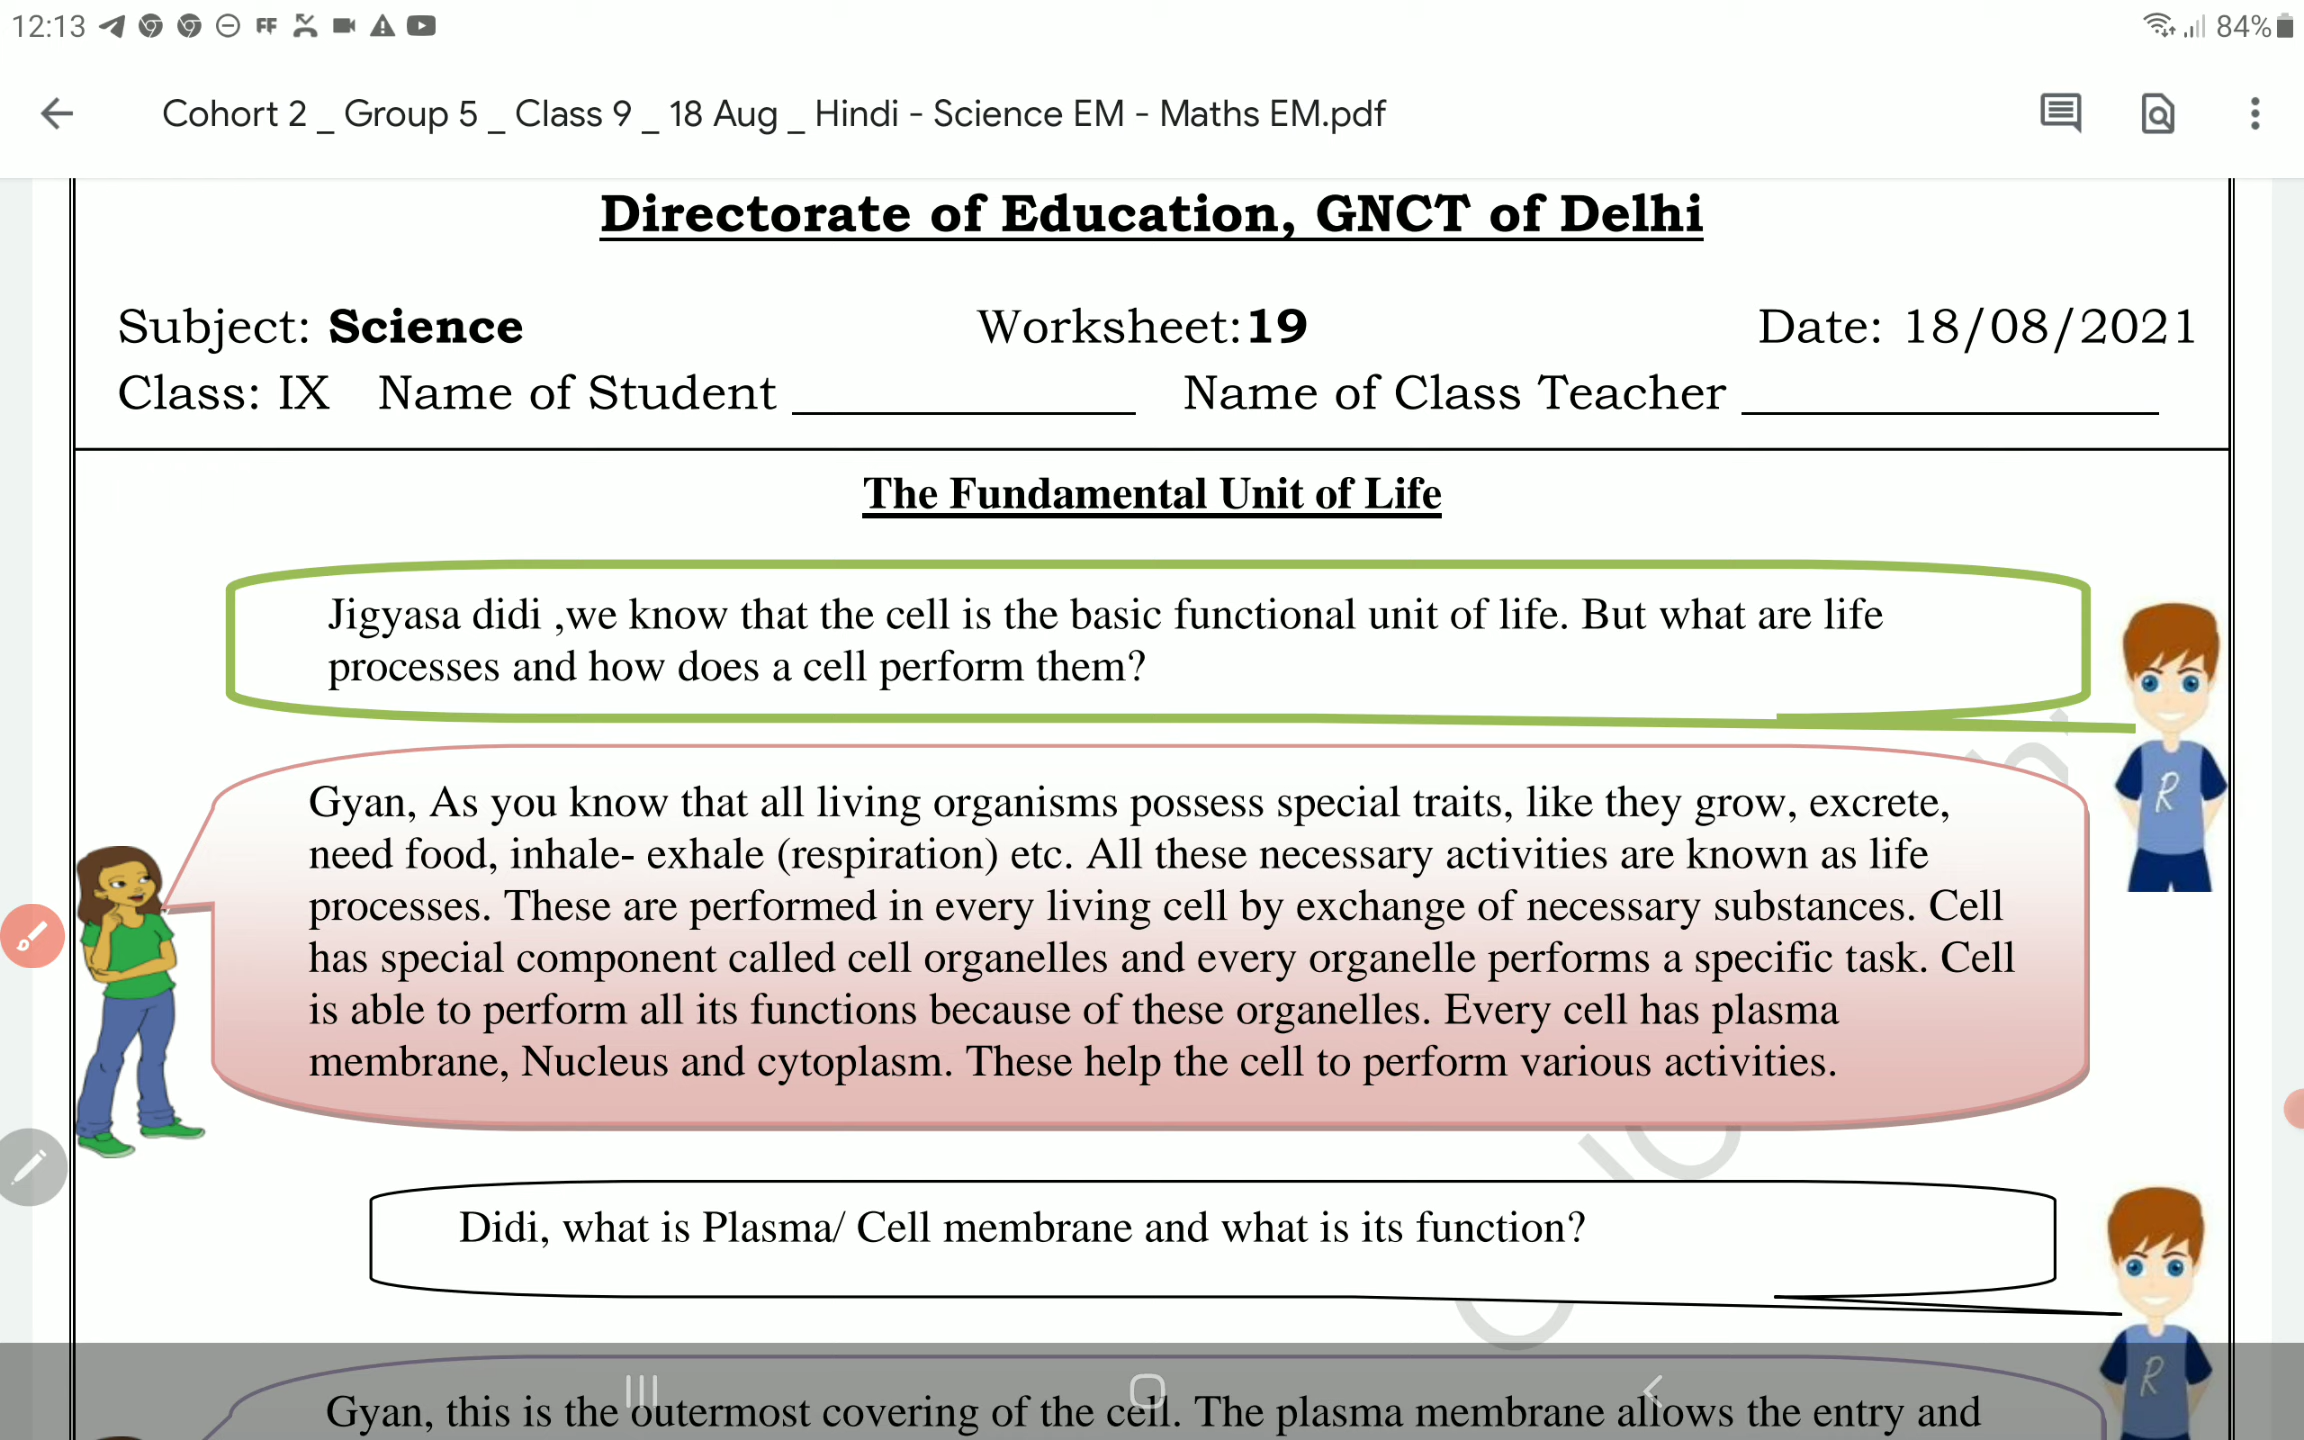 12:13
84%
Cohort 2 _ Group 5 _ Class 9 _ 18 Aug _ Hindi - Science EM - Maths EM.pdf
Directorate of Education, GNCT of Delhi
Subject: Science Worksheet:19 Date: 18/08/2021
Class: IX Name of Student ______________ Name of Class Teacher _________________
The Fundamental Unit of Life
Jigyasa didi ,we know that the cell is the basic functional unit of life. But what are life
processes and how does a cell perform them?
R
Gyan, As you know that all living organisms possess special traits, like they grow, excrete,
need food, inhale- exhale (respiration) etc. All these necessary activities are known as life
processes. These are performed in every living cell by exchange of necessary substances. Cell
has special component called cell organelles and every organelle performs a specific task. Cell
is able to perform all its functions because of these organelles. Every cell has plasma
membrane, Nucleus and cytoplasm. These help the cell to perform various activities.
Didi, what is Plasma/ Cell membrane and what is its function?
R
Gyan, this is the outermost covering of the cell. The plasma membrane allows the entry and